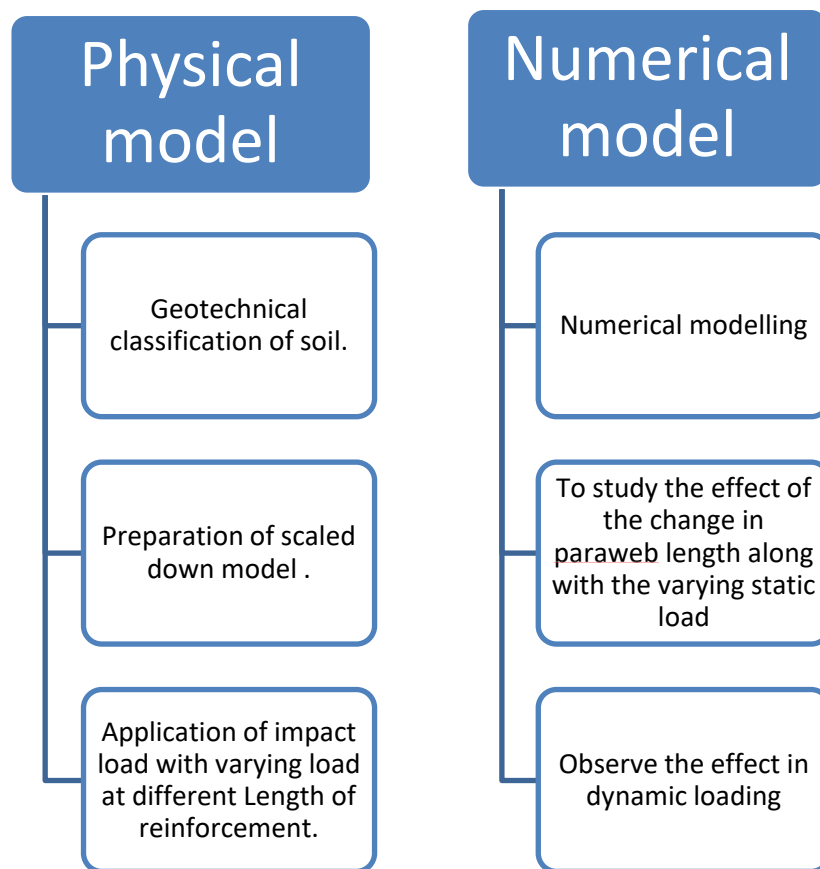 Physical
model
Geotechnical
classification of soil.
Preparation of scaled
down model .
Application of impact
load with varying load
at different Length of
reinforcement.
Numerical
model
Numerical modelling
To study the effect of
the change in
paraweb length along
with the varying static
load
Observe the effect in
dynamic loading